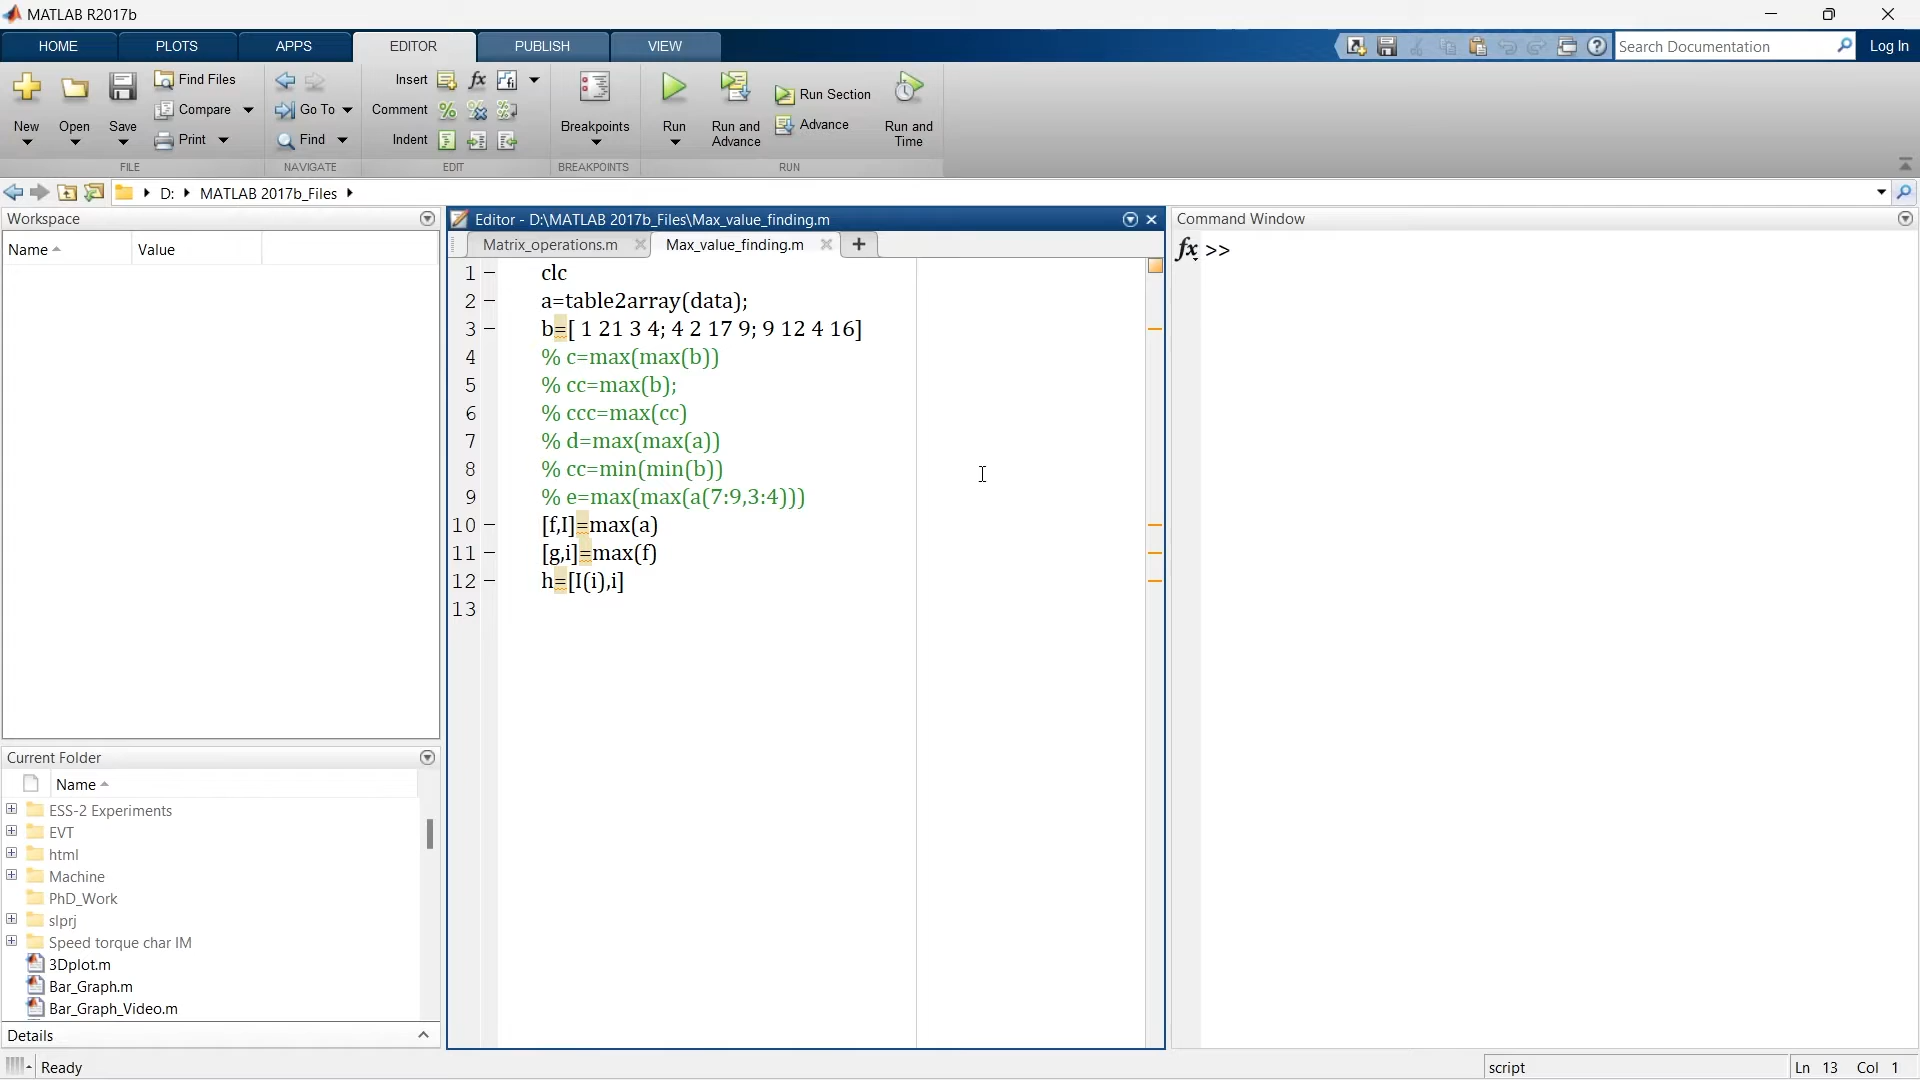 MATLAB R2017b
HOME PLOTS APPS EDITOR PUBLISH VIEW
Search Documentation
Log In
New
Open
Save
Find Files
Compare
Print
FILE
Go To
Find
NAVIGATE
Insert
Comment
Indent
EDIT
Breakpoints
BREAKPOINTS
Run
Run and
Advance
Run Section
Advance
Run and
Time
RUN
D: MATLAB 2017b_Files
Workspace
Name Value
Editor - D:\MATLAB 2017b_Files\Max_value_finding.m
Matrix_operations.m Max_value_finding.m
1 clc
2 a=table2array(data);
3 b=[ 1 21 3 4; 4 2 17 9; 9 12 4 16]
4 % c=max(max(b))
5 % cc=max(b);
6 % ccc=max(cc)
7 % d=max(max(a))
8 % cc=min(min(b))
9 % e=max(max(a(7:9,3:4)))
10 [f,I]=max(a)
11 [g,i]=max(f)
12 h=[I(i),i]
13
Command Window
fx >>
Current Folder
Name
ESS-2 Experiments
EVT
html
Machine
PhD_Work
slprj
Speed torque char IM
3Dplot.m
Bar_Graph.m
Bar_Graph_Video.m
Details
Ready
script
Ln 13 Col 1